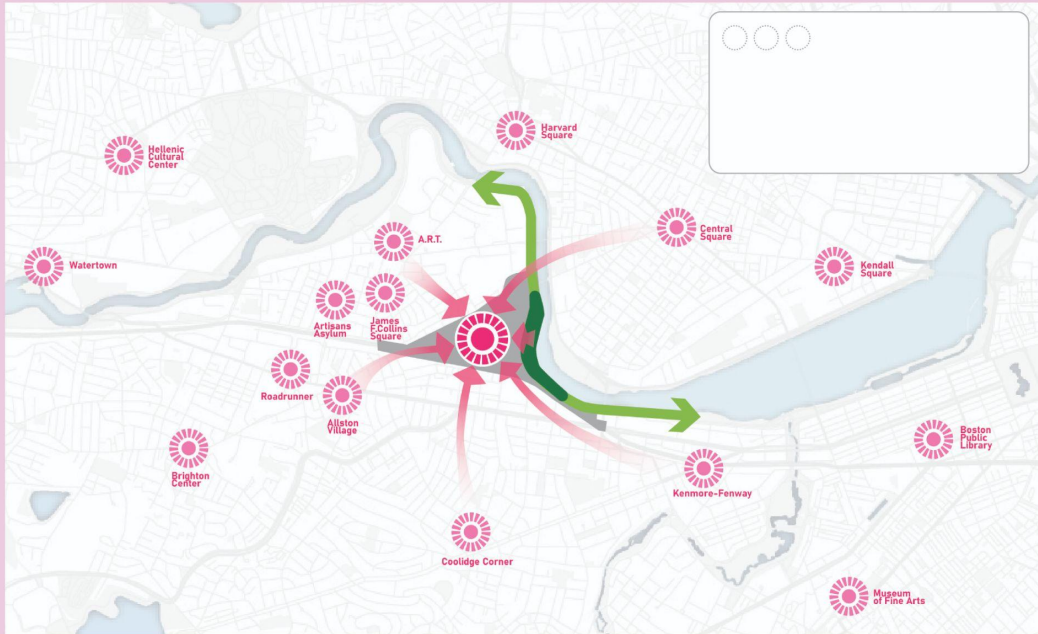 Harvard
Square
Hellenic
Cultural
Center
Central
Square
A.R.T.
Watertown
Kendall
Square
Artisans
Asylum
James
F.Collins
Square
Roadrunner
Allston
Village
Boston
Public
Library
Brighton
Center
Kenmore-Fenway
Coolidge Corner
Museum
of Fine Arts